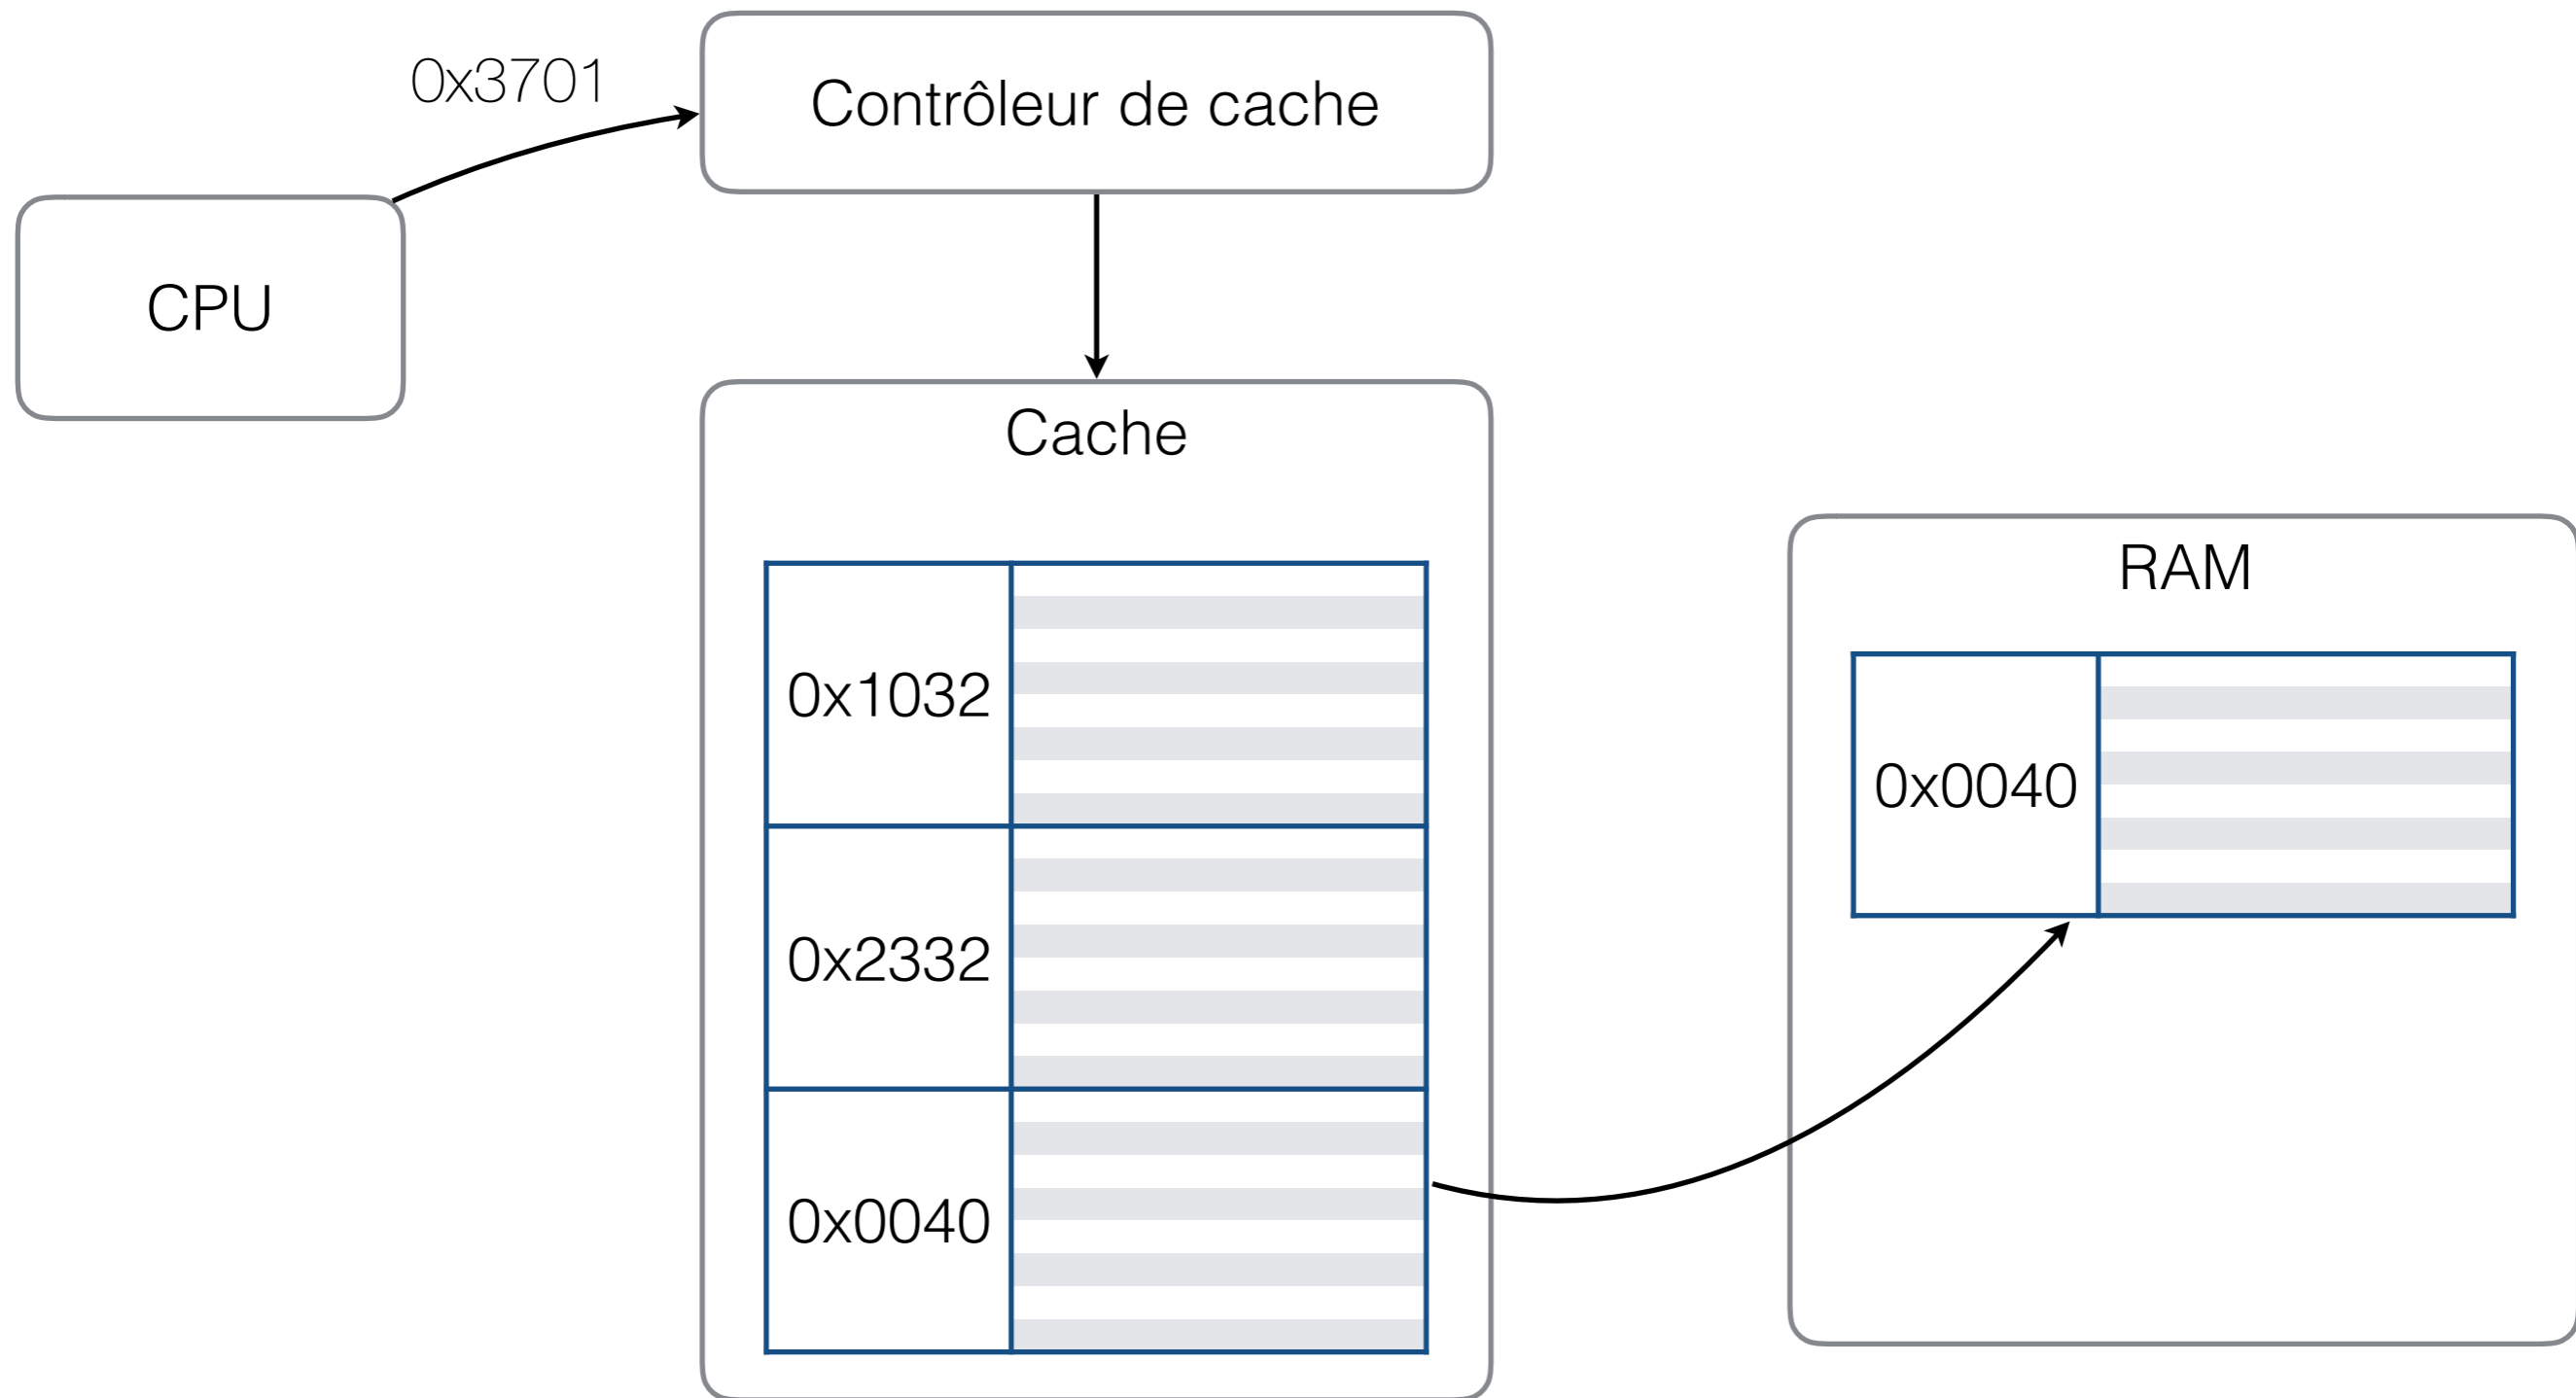 0x3701
Contrôleur de cache
CPU
Cache
RAM
0x1032
0x0040
0x2332
0x0040